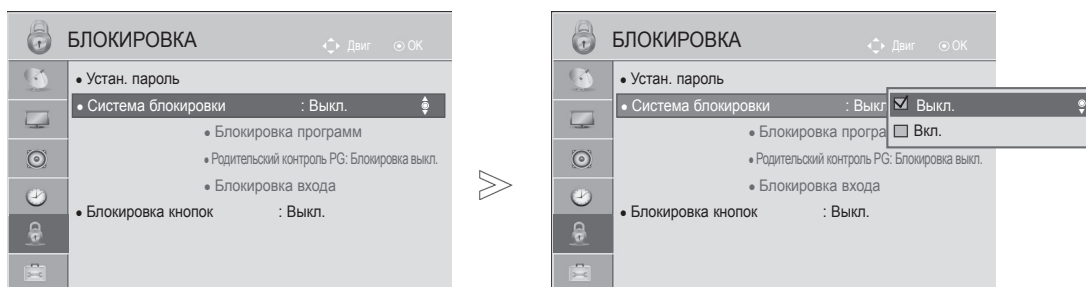 БЛОКИРОВКА
Двиг OK
• Устан. пароль
• Система блокировки : Выкл.
• Блокировка программ
• Родительский контроль PG: Блокировка выкл.
• Блокировка входа
• Блокировка кнопок : Выкл.
БЛОКИРОВКА
Двиг OK
• Устан. пароль
• Система блокировки : Выкл
Выкл.
Вкл.
• Блокировка програ
• Родительский контроль PG: Блокировка выкл.
• Блокировка входа
• Блокировка кнопок : Выкл.